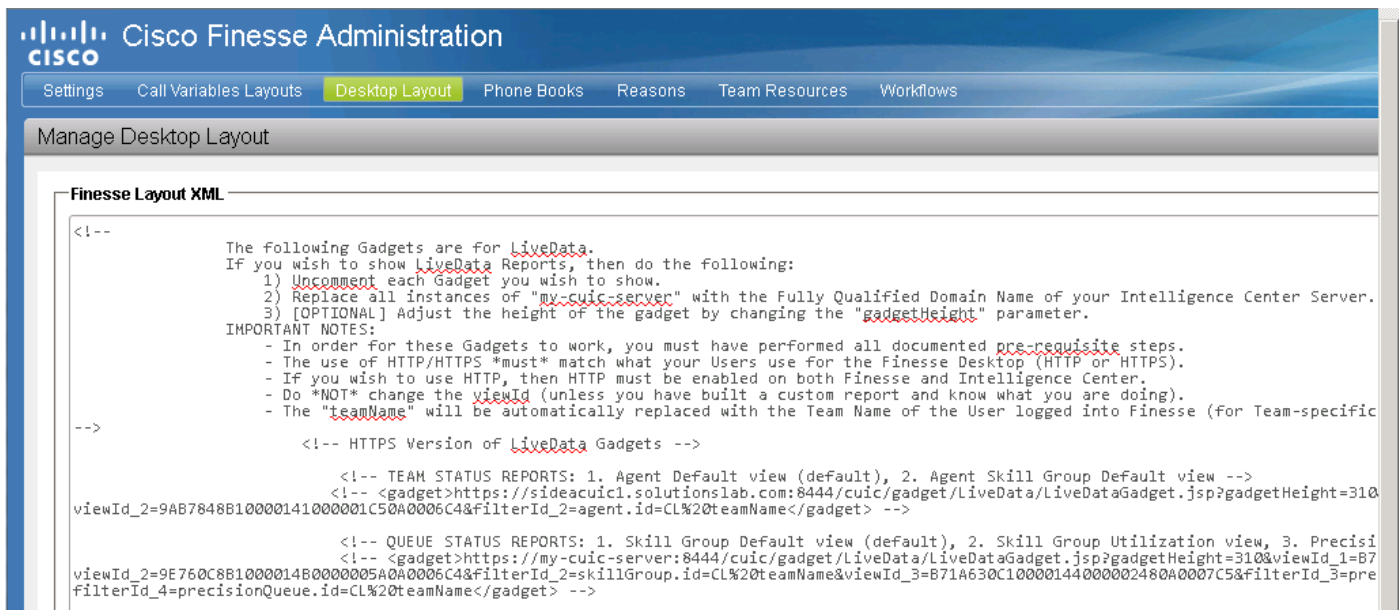 CISCO
Cisco Finesse Administration
Settings Call Variables Layouts Desktop Layout Phone Books Reasons Team Resources Workflows
Manage Desktop Layout
Finesse Layout XML
<!--
The following Gadgets are for LiveData.
If you wish to show LiveData Reports, then do the following:
1) Uncomment each Gadget you wish to show.
2) Replace all instances of "my-cuic-server" with the Fully Qualified Domain Name of your Intelligence Center Server.
3) [OPTIONAL] Adjust the height of the gadget by changing the "gadgetHeight" parameter.
IMPORTANT NOTES:
- In order for these Gadgets to work, you must have performed all documented pre-requisite steps.
- The use of HTTP/HTTPS *must* match what your Users use for the Finesse Desktop (HTTP or HTTPS).
- If you wish to use HTTP, then HTTP must be enabled on both Finesse and Intelligence Center.
- Do *NOT* change the viewId (unless you have built a custom report and know what you are doing).
- The "teamName" will be automatically replaced with the Team Name of the User logged into Finesse (for Team-specific
-->
<!-- HTTPS Version of LiveData Gadgets -->
<!-- TEAM STATUS REPORTS: 1. Agent Default view (default), 2. Agent Skill Group Default view -->
<!-- <gadget>https://sideacuic1.solutionslab.com:8444/cuic/gadget/LiveData/LiveDataGadget.jsp?gadgetHeight=310&
viewId_2=9AB7848B10000141000001C50A0006C4&filterId_2=agent.id=CL%20teamName</gadget> -->
<!-- QUEUE STATUS REPORTS: 1. Skill Group Default view (default), 2. Skill Group Utilization view, 3. Precisi
<!-- <gadget>https://my-cuic-server:8444/cuic/gadget/LiveData/LiveDataGadget.jsp?gadgetHeight=310&viewId_1=B7
viewId_2=9E760C8B1000014B0000005A0A0006C4&filterId_2=skillGroup.id=CL%20teamName&viewId_3=B71A630C10000144000002480A0007C5&filterId_3=pre
filterId_4=precisionQueue.id=CL%20teamName</gadget> -->